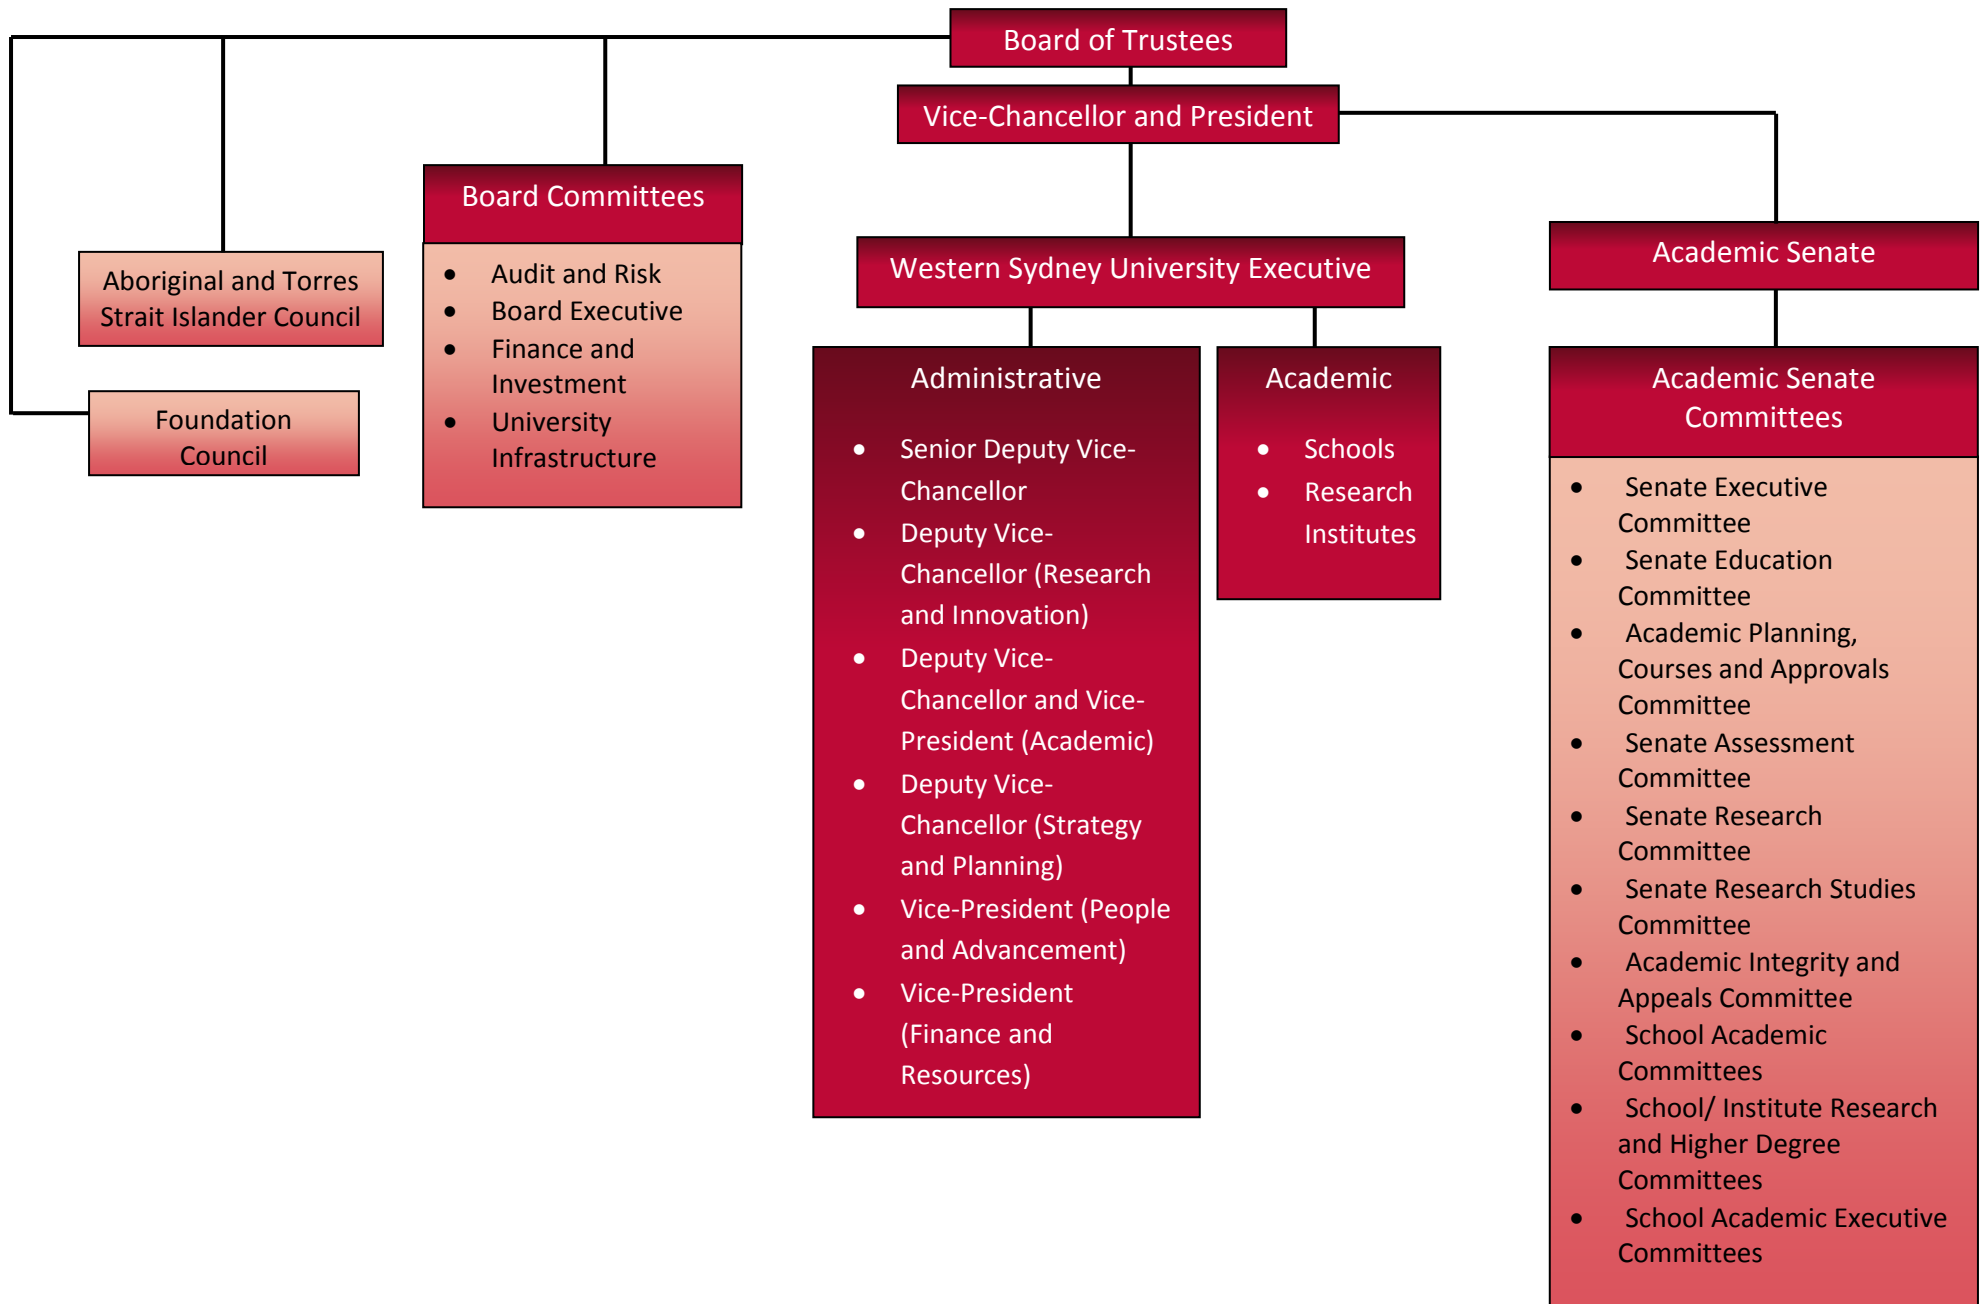 Board of Trustees
Vice-Chancellor and President
Board Committees
• Audit and Risk
• Board Executive
• Finance and
Investment
• University
Infrastructure
Aboriginal and Torres
Strait Islander Council
Foundation
Council
Western Sydney University Executive
Administrative
• Senior Deputy Vice-
Chancellor
• Deputy Vice-
Chancellor (Research
and Innovation)
• Deputy Vice-
Chancellor and Vice-
President (Academic)
• Deputy Vice-
Chancellor (Strategy
and Planning)
• Vice-President (People
and Advancement)
• Vice-President
(Finance and
Resources)
Academic
• Schools
• Research
Institutes
Academic Senate
Academic Senate
Committees
• Senate Executive
Committee
• Senate Education
Committee
• Academic Planning,
Courses and Approvals
Committee
• Senate Assessment
Committee
• Senate Research
Committee
• Senate Research Studies
Committee
• Academic Integrity and
Appeals Committee
• School Academic
Committees
• School/ Institute Research
and Higher Degree
Committees
• School Academic Executive
Committees